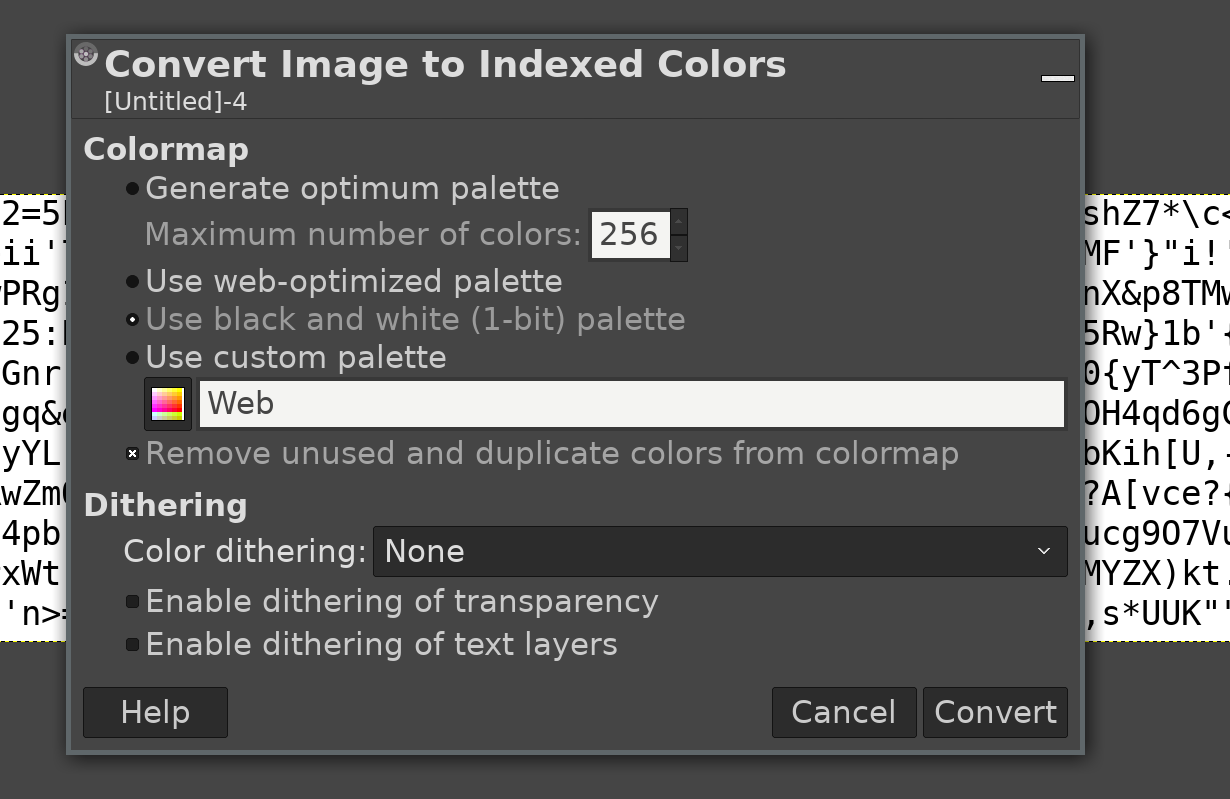 Convert Image to Indexed Colors
[Untitled]-4
Colormap
Generate optimum palette
Maximum number of colors: 256
Use web-optimized palette
Use black and white (1-bit) palette
Use custom palette
Web
Remove unused and duplicate colors from colormap
Dithering
Color dithering: None
Enable dithering of transparency
Enable dithering of text layers
Help Cancel Convert
2=5
shZ7*\c<
ii'
MF'}"i!
PRg
nX&p8TM
25:
5Rw}1b'{
Gnr
0{yT^3P
gq&
OH4qd6g
yYL
bKih[U,
wZm
?A[vce?{
4pb
ucg9O7V
xWt
MYZX)kt
'n>=
,s*UUK"